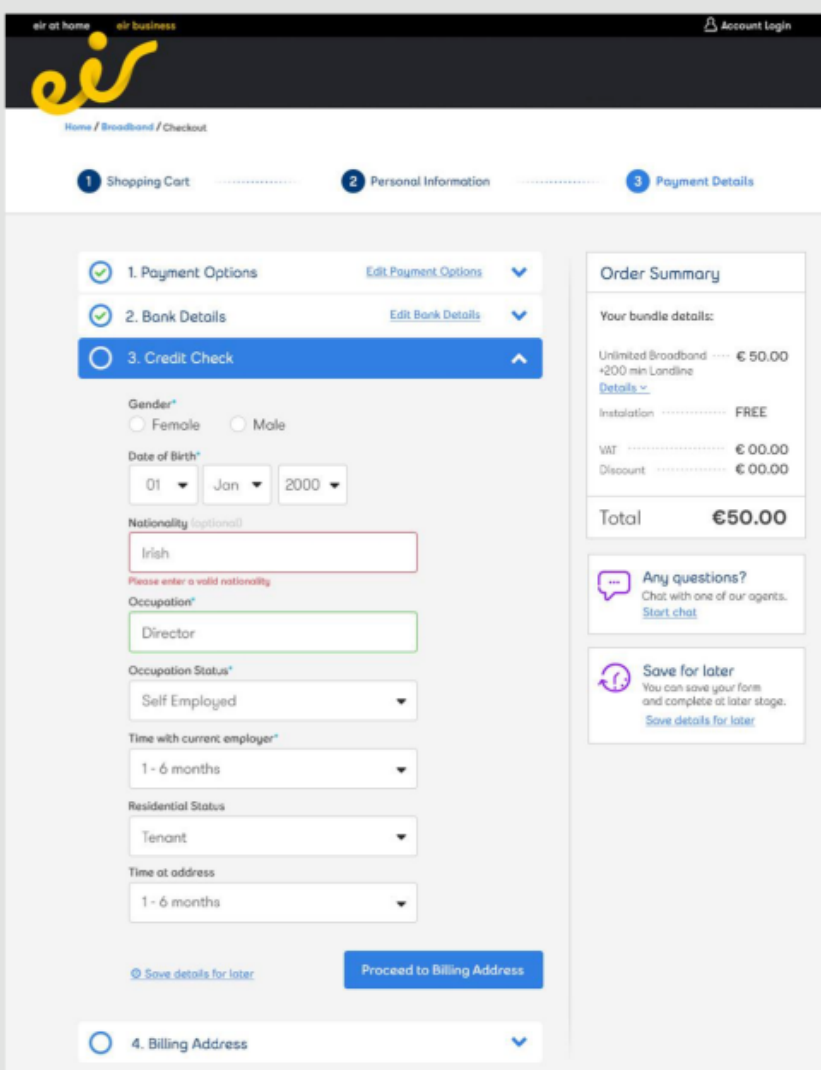 eir at home eir business Account Login
eir
Home / Broadband / Checkout
1 Shopping Cart 2 Personal Information 3 Payment Details
1. Payment Options Edit Payment Options
2. Bank Details Edit Bank Details
3. Credit Check
Gender*
Female Male
Date of Birth*
01 Jan 2000
Nationality (optional)
Irish
Please enter a valid nationality
Occupation*
Director
Occupation Status*
Self Employed
Time with current employer*
1 - 6 months
Residential Status
Tenant
Time at address
1 - 6 months
Save details for later Proceed to Billing Address
4. Billing Address
Order Summary
Your bundle details:
Unlimited Broadband € 50.00
+200 min Landline
Details
Instalation FREE
VAT € 00.00
Discount € 00.00
Total €50.00
Any questions?
Chat with one of our agents.
Start chat
Save for later
You can save your form
and complete at later stage.
Save details for later